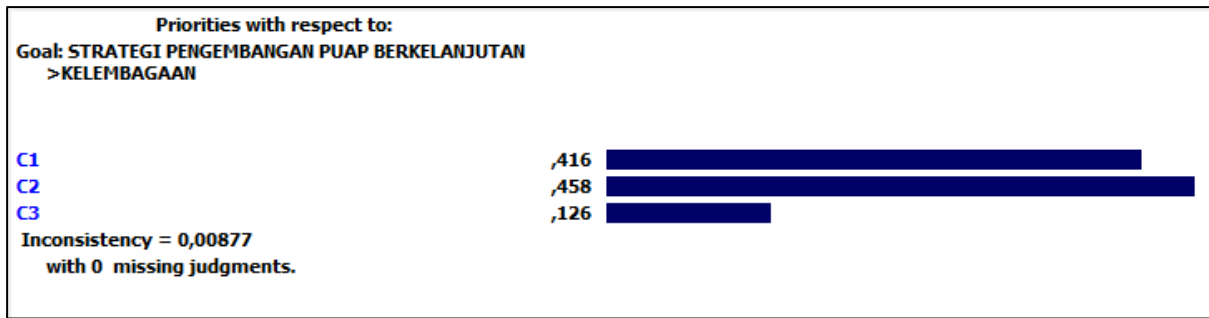 Priorities with respect to:
Goal: STRATEGI PENGEMBANGAN PUAP BERKELANJUTAN
>KELEMBAGAAN
C1 ,416
C2 ,458
C3 ,126
Inconsistency = 0,00877
with 0 missing judgments.